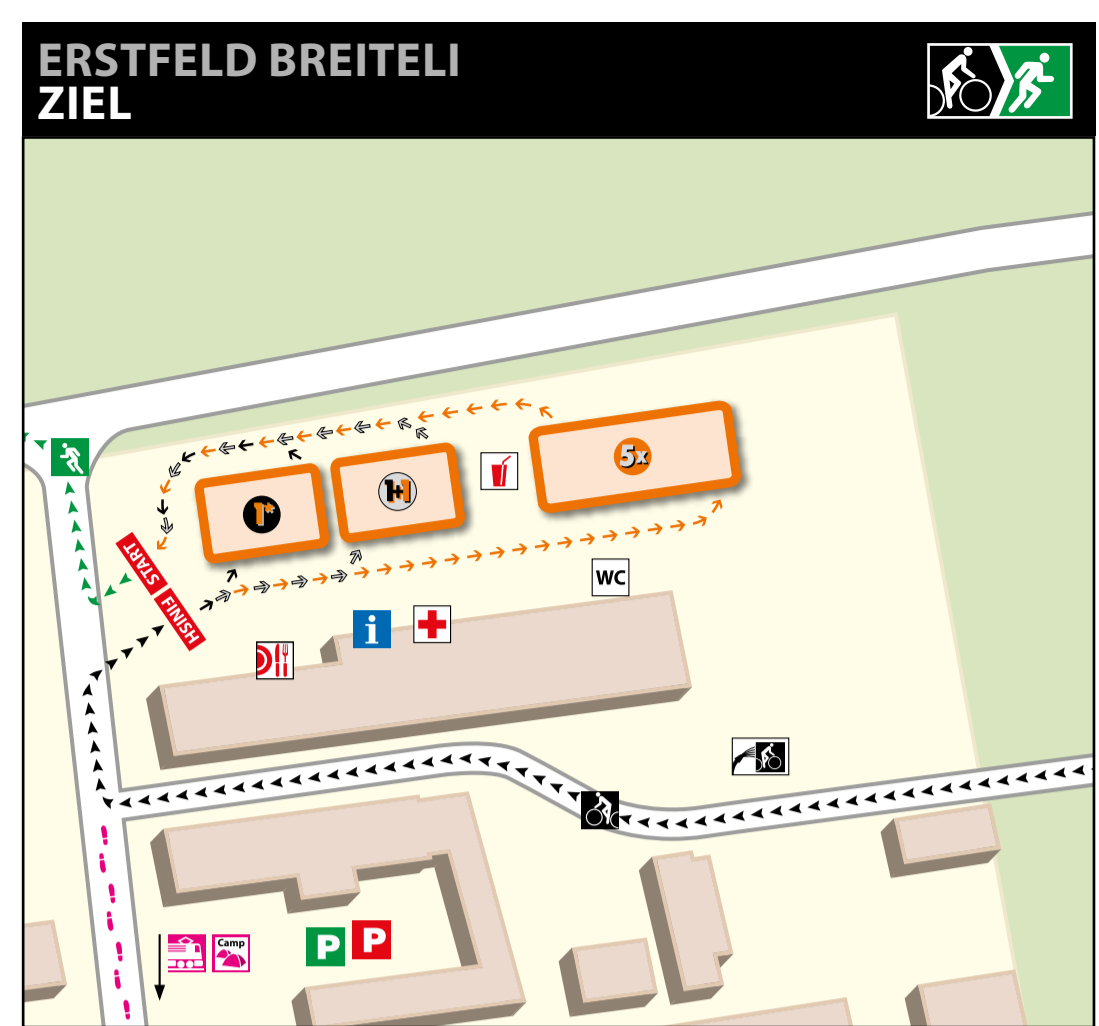 ERSTFELD BREITELI
ZIEL
5x
1+1
1*
START
FINISH
WC
i
P
P
Camp